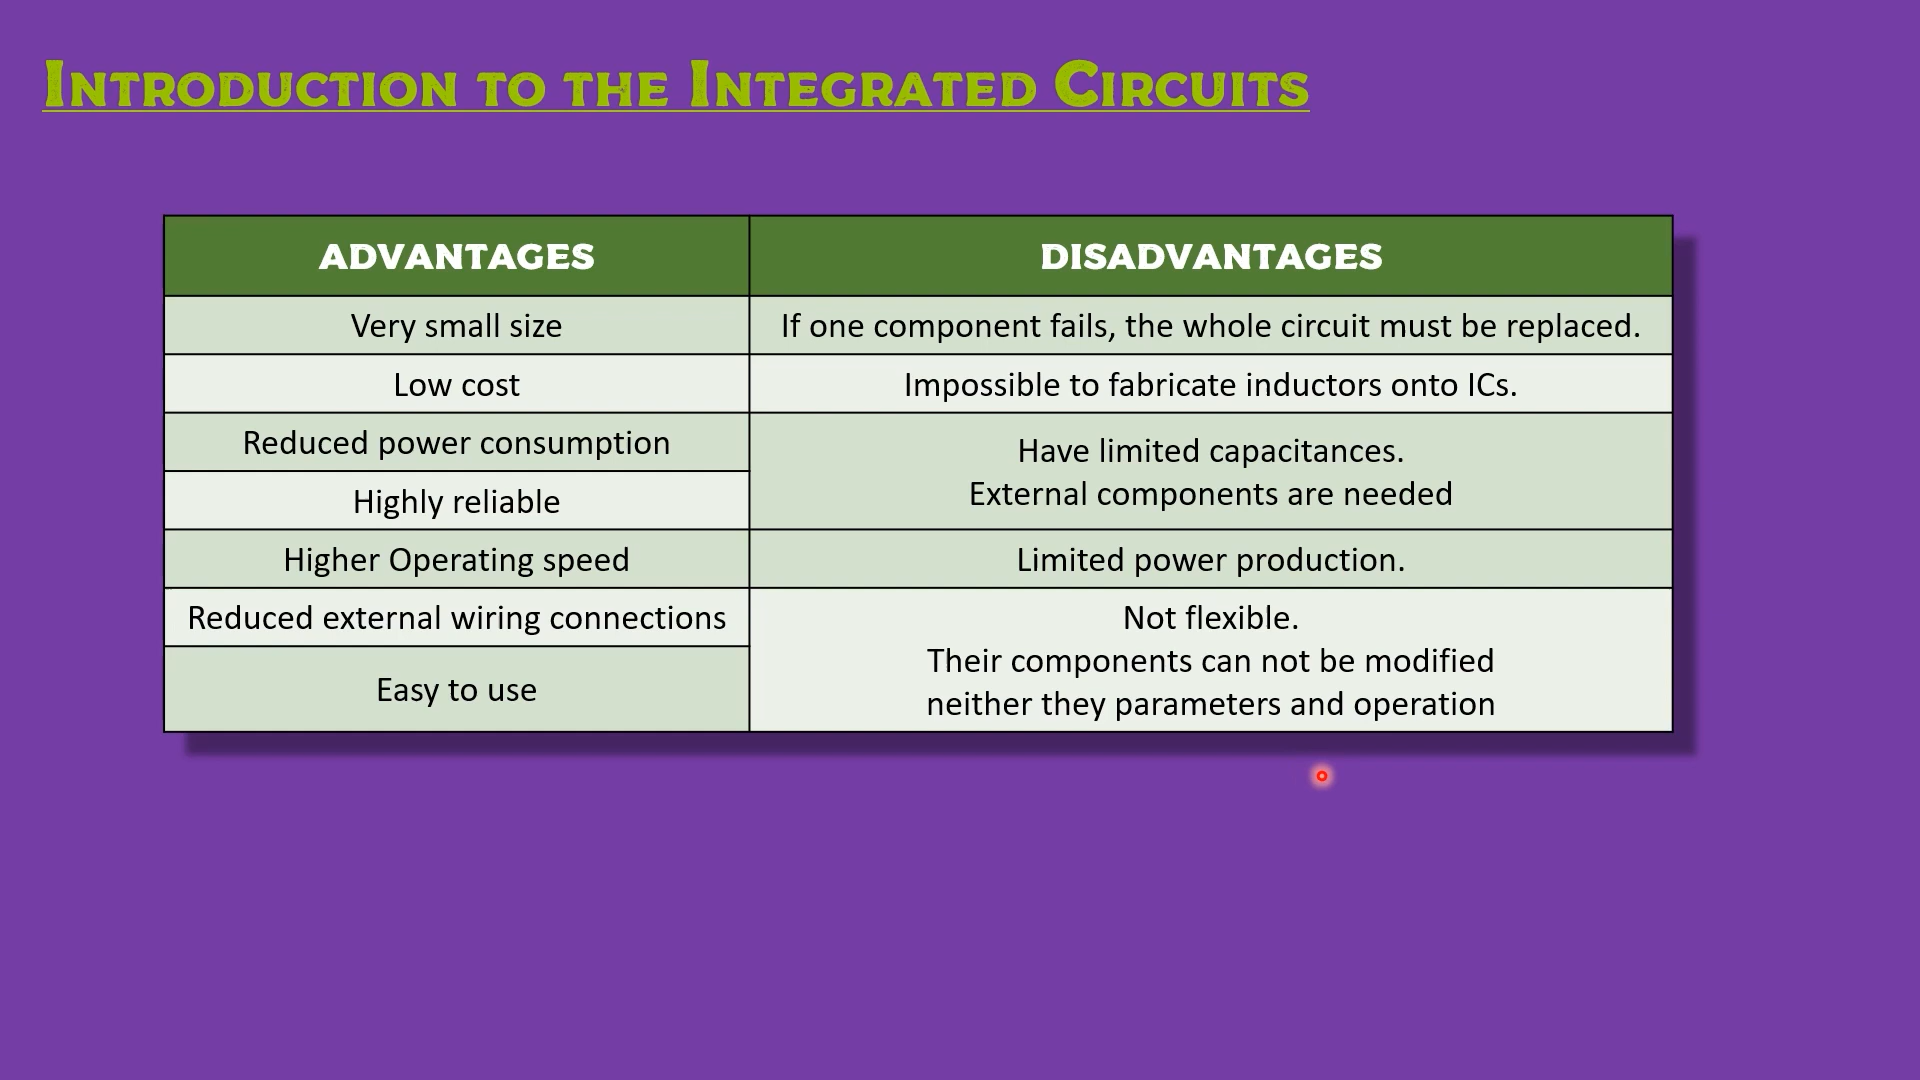 Introduction to the Integrated Circuits
ADVANTAGES
DISADVANTAGES
Very small size
If one component fails, the whole circuit must be replaced.
Low cost
Impossible to fabricate inductors onto ICs.
Reduced power consumption
Have limited capacitances.
External components are needed
Highly reliable
Higher Operating speed
Limited power production.
Reduced external wiring connections
Not flexible.
Their components can not be modified
neither they parameters and operation
Easy to use